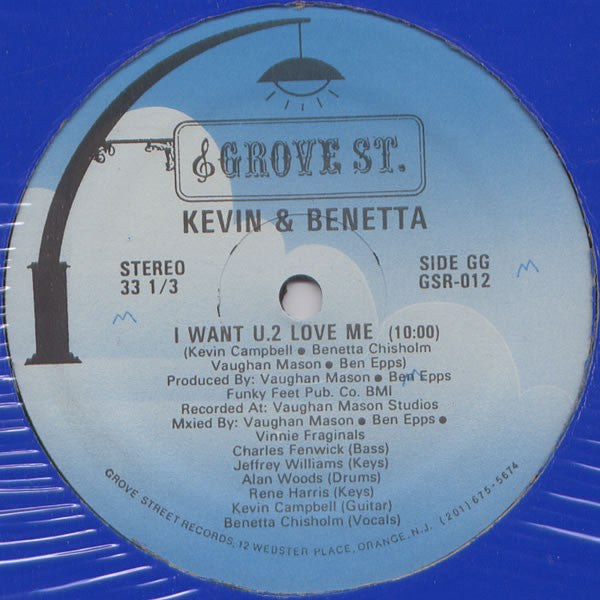 GROVE ST.
KEVIN & BENETTA
STEREO
33 1/3
SIDE GG
GSR-012
I WANT U.2 LOVE ME (10:00)
(Kevin Campbell ● Benetta Chisholm
Vaughan Mason ● Ben Epps)
Produced By: Vaughan Mason ● Ben Epps
Funky Feet Pub. Co. BMI
Recorded At: Vaughan Mason Studios
Mxied By: Vaughan Mason ● Ben Epps ●
Vinnie Fraginals
Charles Fenwick (Bass)
Jeffrey Williams (Keys)
Alan Woods (Drums)
Rene Harris (Keys)
Kevin Campbell (Guitar)
Benetta Chisholm (Vocals)
GROVE STREET RECORDS, 12 WEBSTER PLACE, ORANGE, N.J. (201) 675-5674